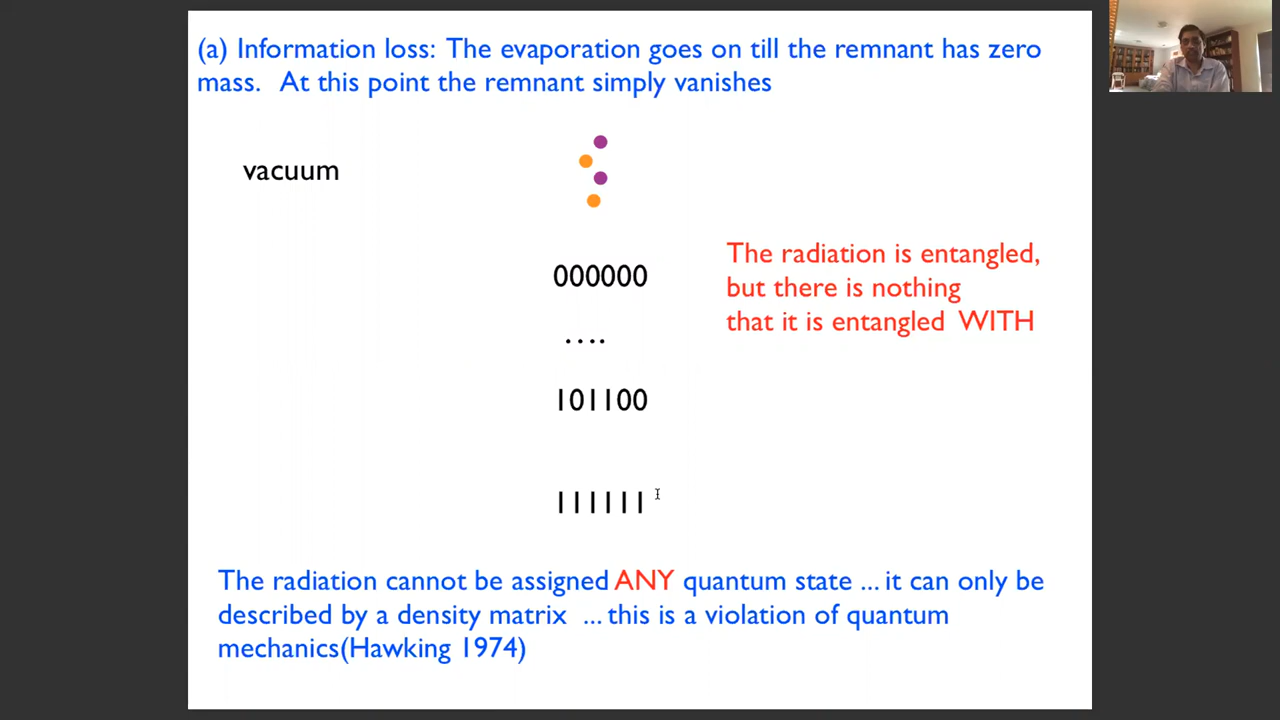 (a) Information loss: The evaporation goes on till the remnant has zero
mass. At this point the remnant simply vanishes
vacuum
000000
The radiation is entangled,
but there is nothing
that it is entangled WITH
....
101100
111111
The radiation cannot be assigned ANY quantum state ... it can only be
described by a density matrix ... this is a violation of quantum
mechanics(Hawking 1974)